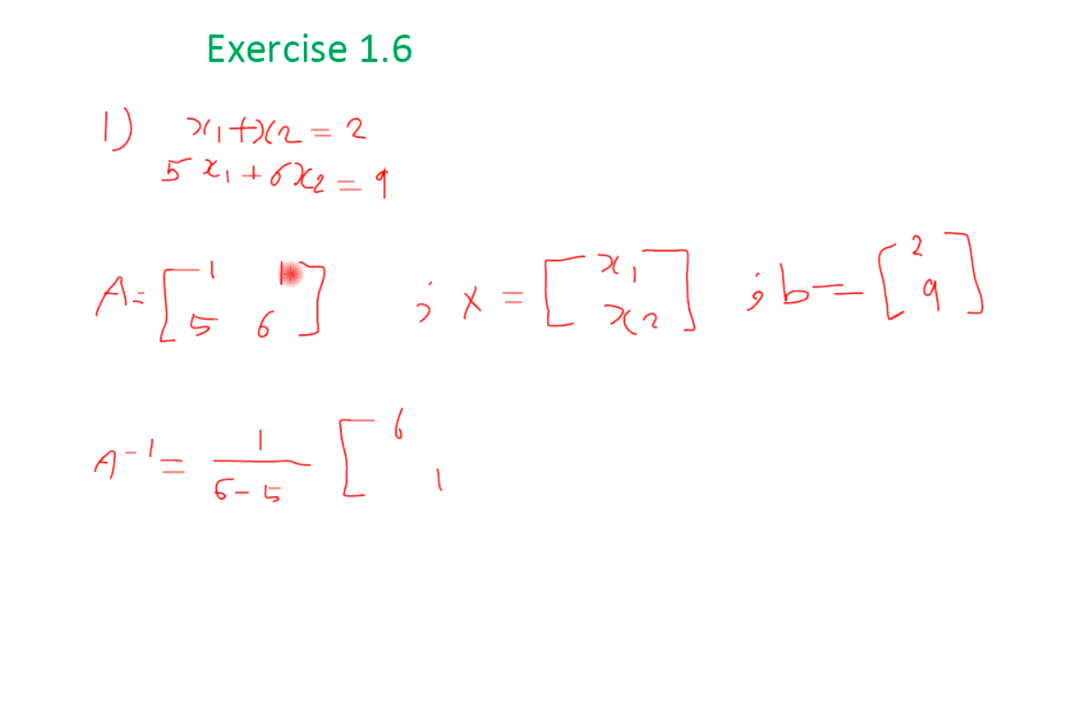 Exercise 1.6
1) x₁+x₂ = 2
5x₁+6x₂ = 9
A= [1 1 ; x = [x₁ ; b= [2
5 6] x₂] 9]
A⁻¹= 1/(6-5) [6
1